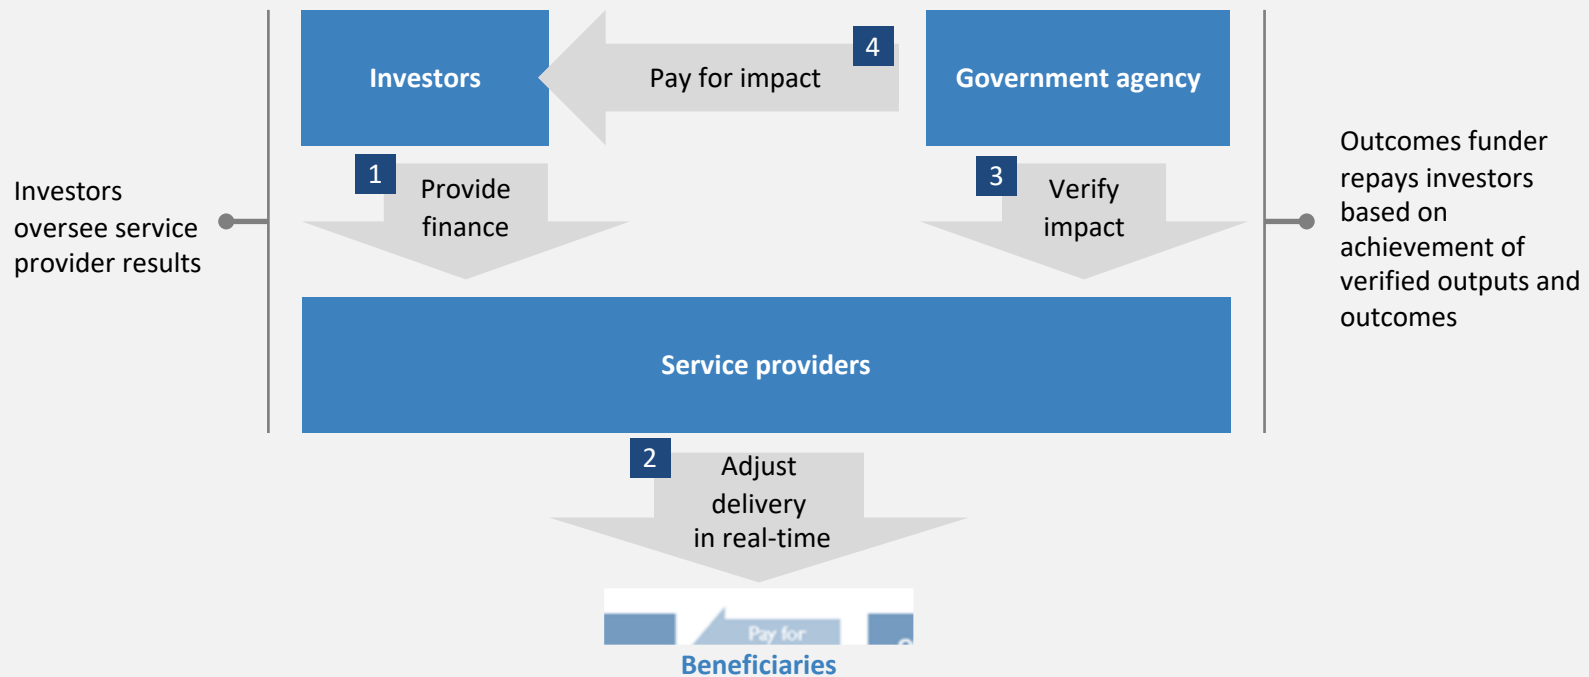 Investors
4
Pay for impact
Government agency
1
Provide
finance
3
Verify
impact
Investors
oversee service
provider results
Outcomes funder
repays investors
based on
achievement of
verified outputs and
outcomes
Service providers
2
Adjust
delivery
in real-time
Pay for
Beneficiaries